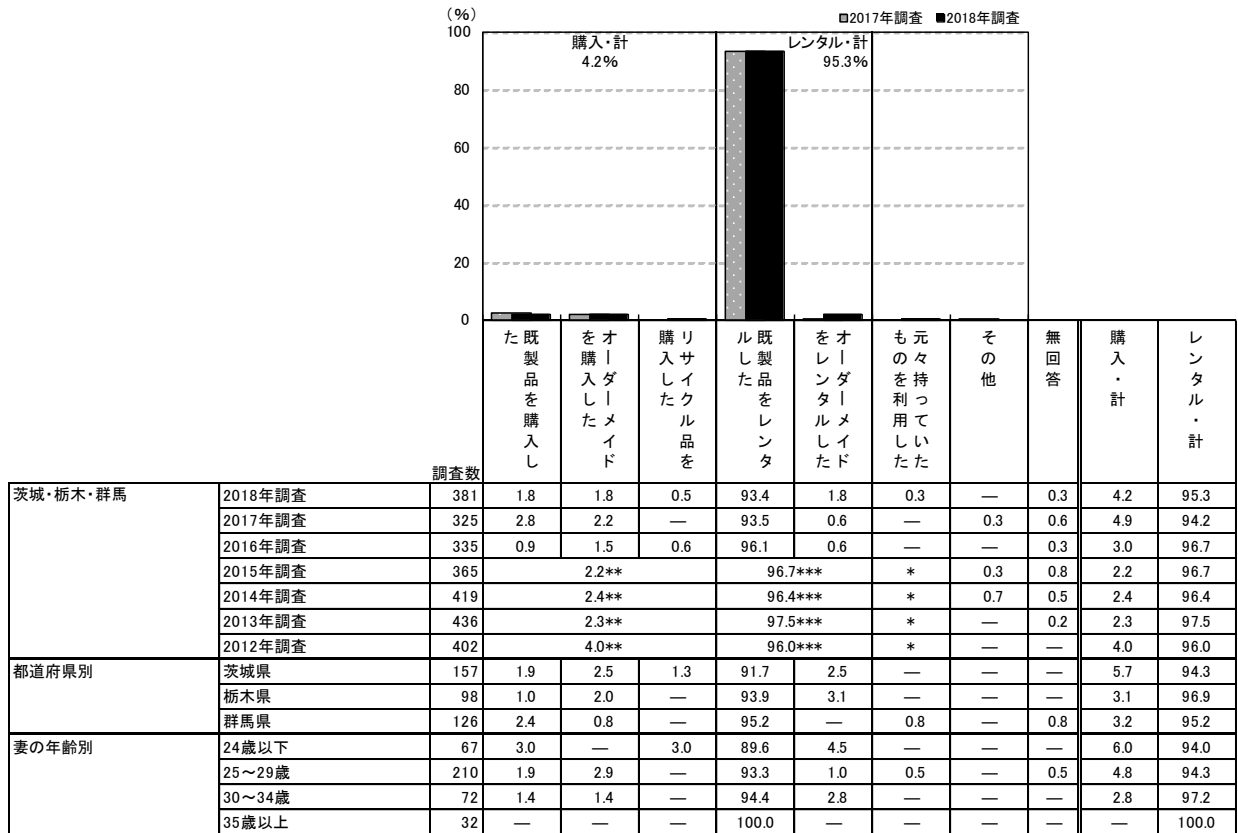 （%）
□2017年調査 ■2018年調査
購入・計
4.2%
レンタル・計
95.3%
100
80
60
40
20
0
調査数
既製品を購入した
オーダーメイドを購入した
リサイクル品を購入した
既製品をレンタルした
オーダーメイドをレンタルした
元々持っていたものを利用した
その他
無回答
購入・計
レンタル・計
茨城・栃木・群馬 2018年調査 381 1.8 1.8 0.5 93.4 1.8 0.3 ― 0.3 4.2 95.3
2017年調査 325 2.8 2.2 ― 93.5 0.6 ― 0.3 0.6 4.9 94.2
2016年調査 335 0.9 1.5 0.6 96.1 0.6 ― ― 0.3 3.0 96.7
2015年調査 365 2.2** 96.7*** * 0.3 0.8 2.2 96.7
2014年調査 419 2.4** 96.4*** * 0.7 0.5 2.4 96.4
2013年調査 436 2.3** 97.5*** * ― 0.2 2.3 97.5
2012年調査 402 4.0** 96.0*** * ― ― 4.0 96.0
都道府県別 茨城県 157 1.9 2.5 1.3 91.7 2.5 ― ― ― 5.7 94.3
栃木県 98 1.0 2.0 ― 93.9 3.1 ― ― ― 3.1 96.9
群馬県 126 2.4 0.8 ― 95.2 ― 0.8 ― 0.8 3.2 95.2
妻の年齢別 24歳以下 67 3.0 ― 3.0 89.6 4.5 ― ― ― 6.0 94.0
25～29歳 210 1.9 2.9 ― 93.3 1.0 0.5 ― 0.5 4.8 94.3
30～34歳 72 1.4 1.4 ― 94.4 2.8 ― ― ― 2.8 97.2
35歳以上 32 ― ― ― 100.0 ― ― ― ― ― 100.0